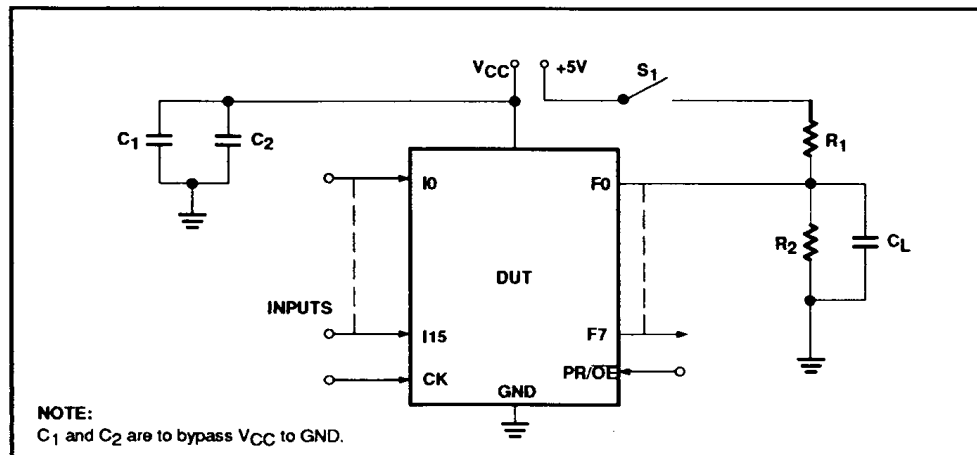 VCC +5V S1
C1 C2 R1
I0 F0
R2 CL
DUT
INPUTS
I15 F7
CK PR/OE
GND
NOTE:
C1 and C2 are to bypass VCC to GND.